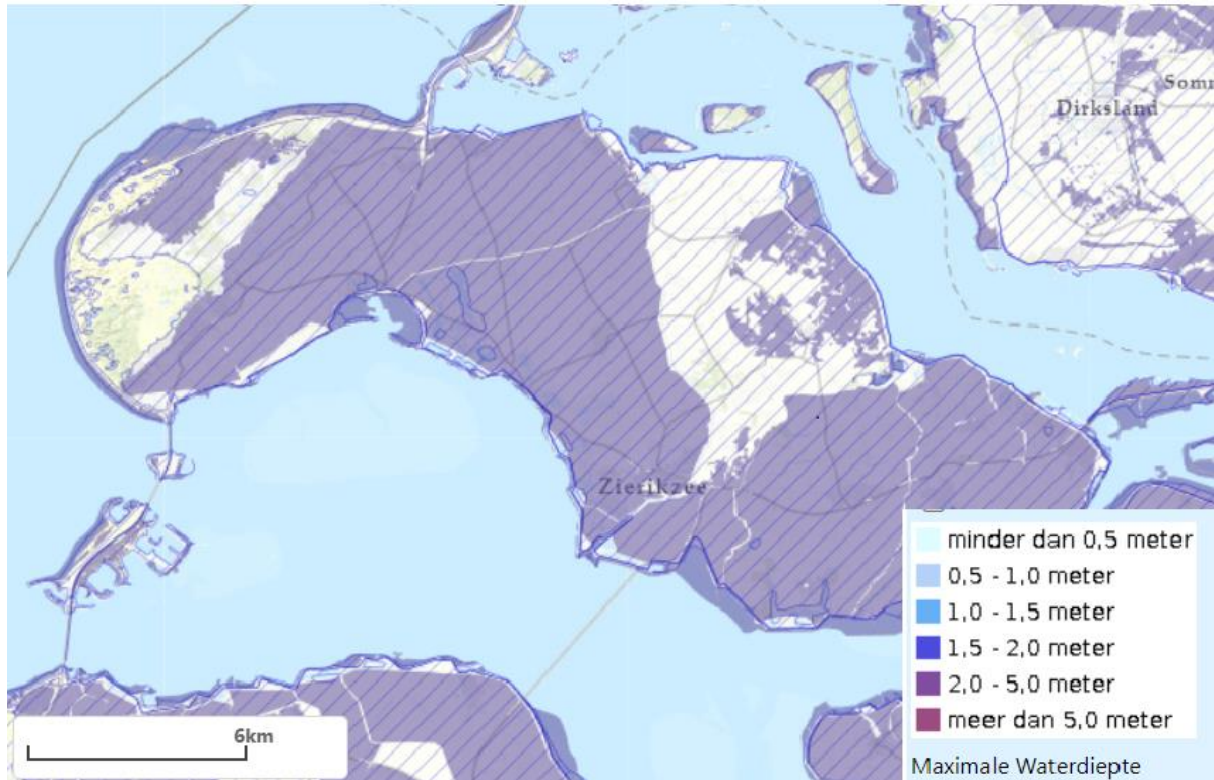 Somm
Dirksland
Zierikzee
minder dan 0,5 meter
0,5 - 1,0 meter
1,0 - 1,5 meter
1,5 - 2,0 meter
2,0 - 5,0 meter
meer dan 5,0 meter
Maximale Waterdiepte
6km